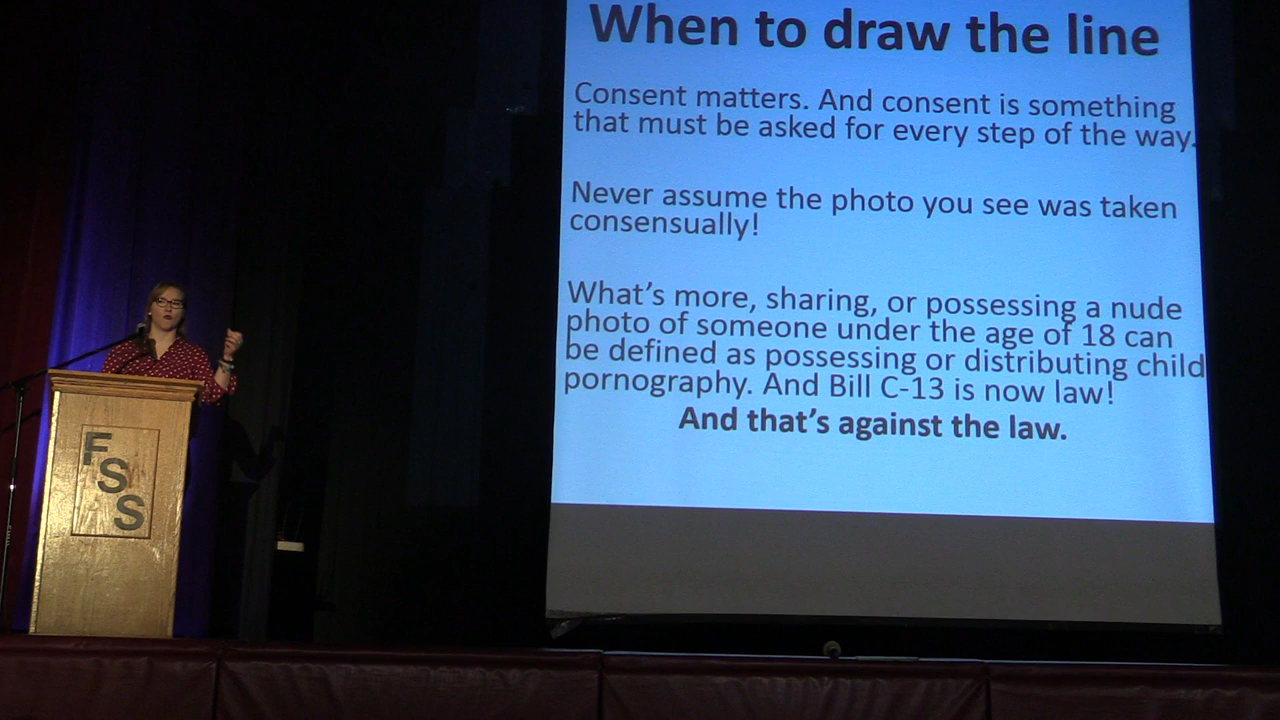 When to draw the line
Consent matters. And consent is something
that must be asked for every step of the way.
Never assume the photo you see was taken
consensually!
What's more, sharing, or possessing a nude
photo of someone under the age of 18 can
be defined as possessing or distributing child
pornography. And Bill C-13 is now law!
And that's against the law.
F
S
S